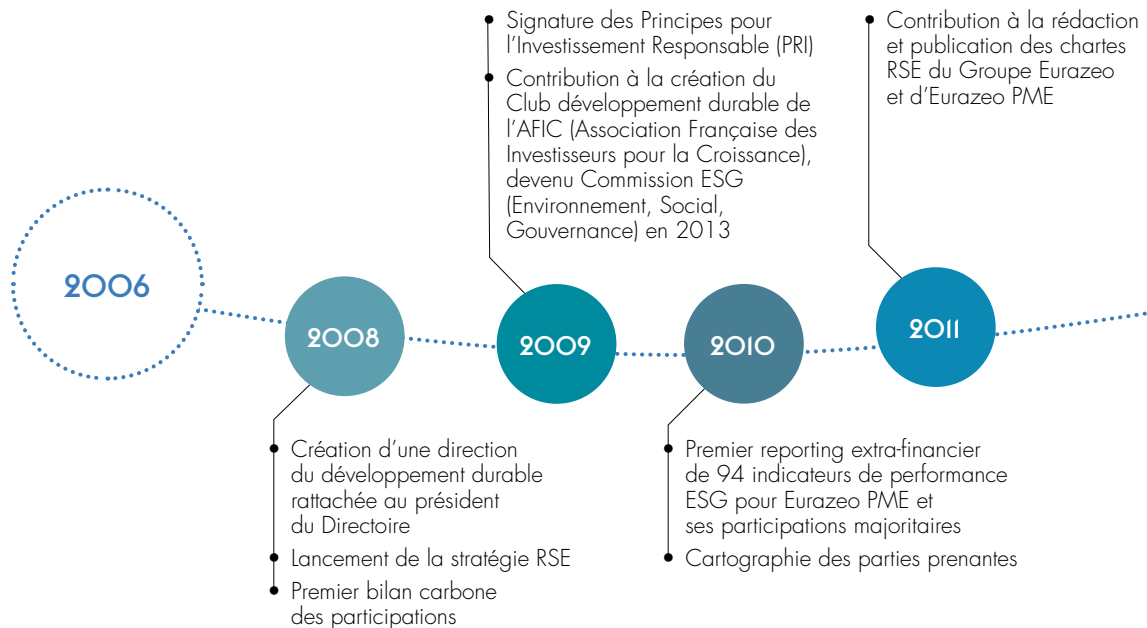 2006
2008
Création d’une direction
du développement durable
rattachée au président
du Directoire
Lancement de la stratégie RSE
Premier bilan carbone
des participations
Signature des Principes pour
l’Investissement Responsable (PRI)
Contribution à la création du
Club développement durable de
l’AFIC (Association Française des
Investisseurs pour la Croissance),
devenu Commission ESG
(Environnement, Social,
Gouvernance) en 2013
2009
2010
Premier reporting extra-financier
de 94 indicateurs de performance
ESG pour Eurazeo PME et
ses participations majoritaires
Cartographie des parties prenantes
Contribution à la rédaction
et publication des chartes
RSE du Groupe Eurazeo
et d’Eurazeo PME
2011